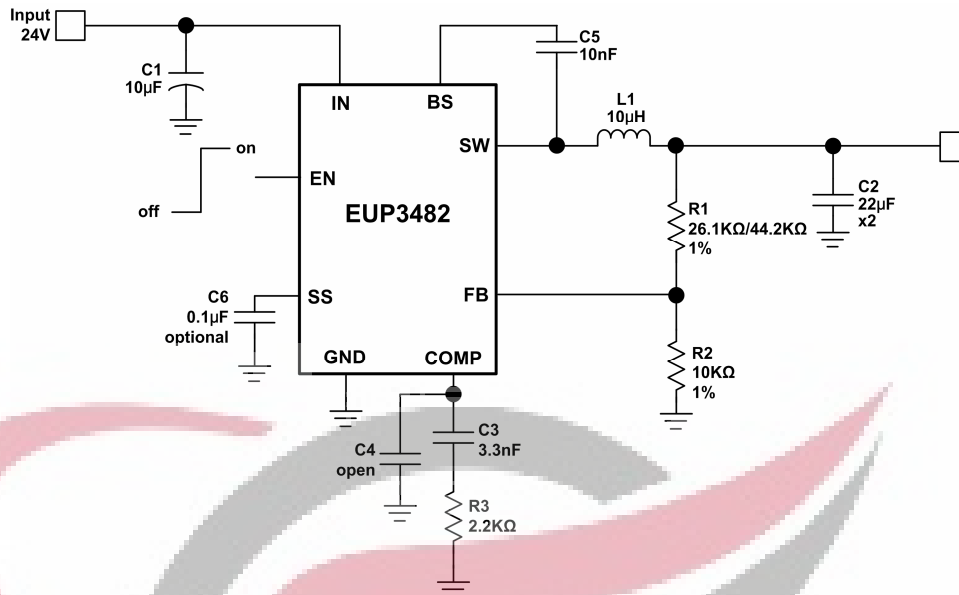 Input
24V
C1
10µF
IN
BS
C5
10nF
L1
10µH
SW
on
off
EN
EUP3482
R1
26.1KΩ/44.2KΩ
1%
C2
22µF
x2
C6
0.1µF
optional
SS
FB
GND
COMP
R2
10KΩ
1%
C4
open
C3
3.3nF
R3
2.2KΩ